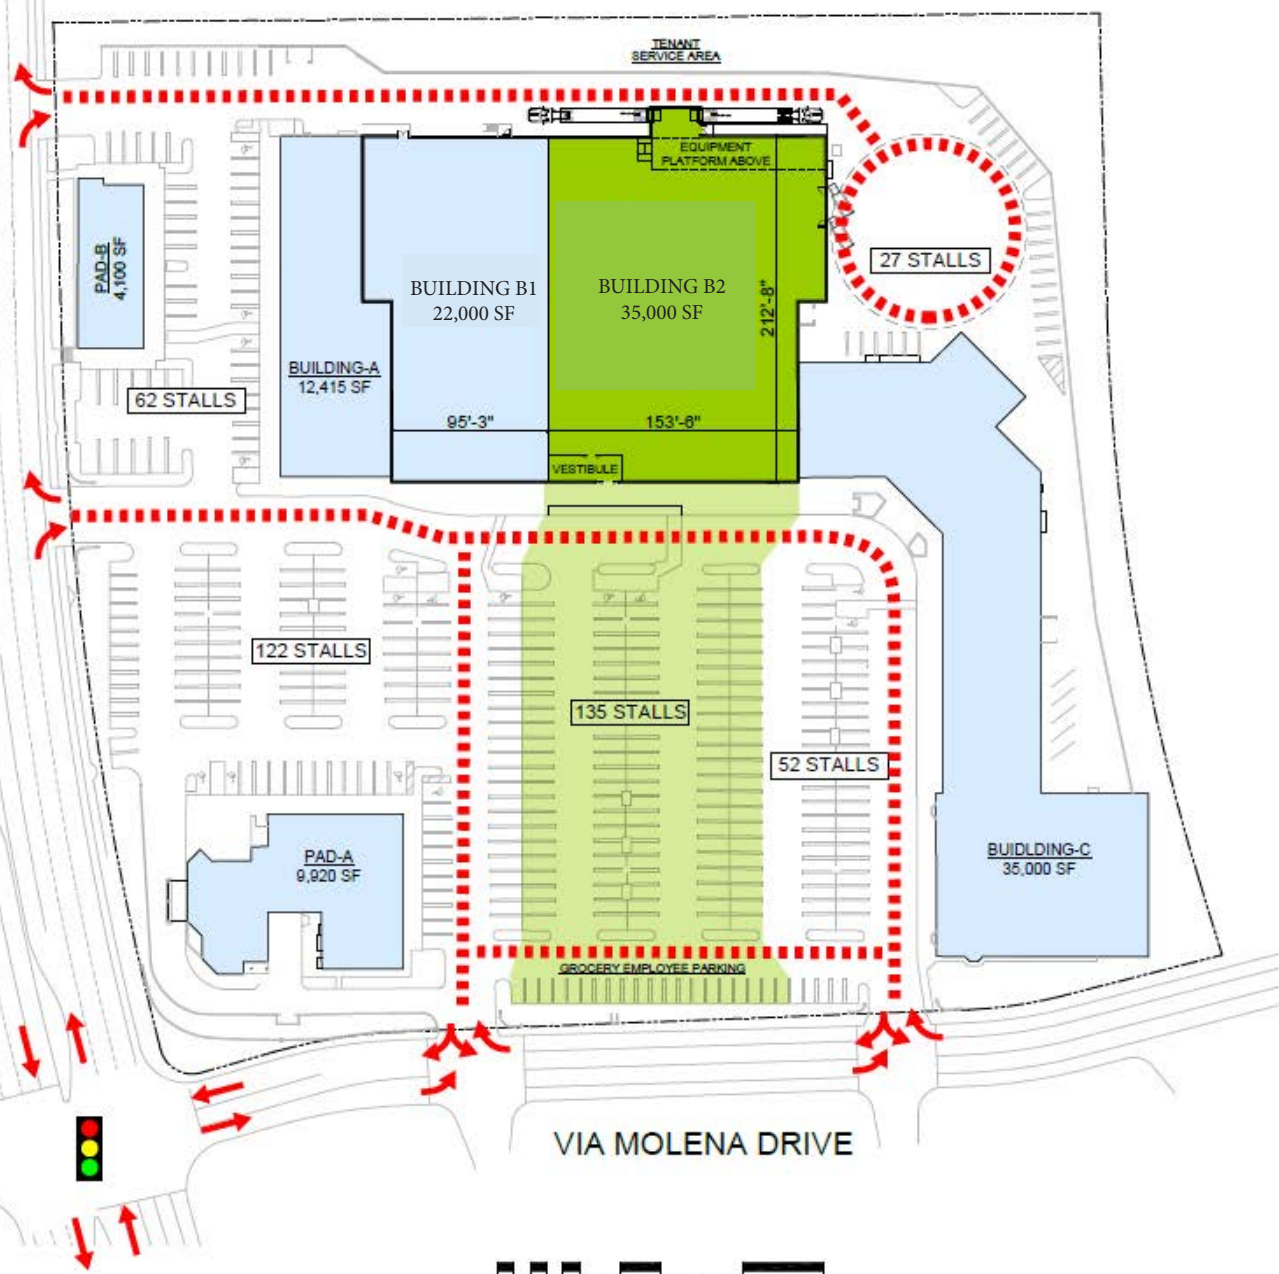 TENANT
SERVICE AREA
EQUIPMENT
PLATFORM ABOVE
PAD-B
4,100 SF
27 STALLS
BUILDING B1
22,000 SF
BUILDING B2
35,000 SF
212'-8"
BUILDING-A
12,415 SF
62 STALLS
95'-3"
153'-6"
VESTIBULE
122 STALLS
135 STALLS
52 STALLS
PAD-A
9,920 SF
BUIDLDING-C
35,000 SF
GROCERY EMPLOYEE PARKING
VIA MOLENA DRIVE